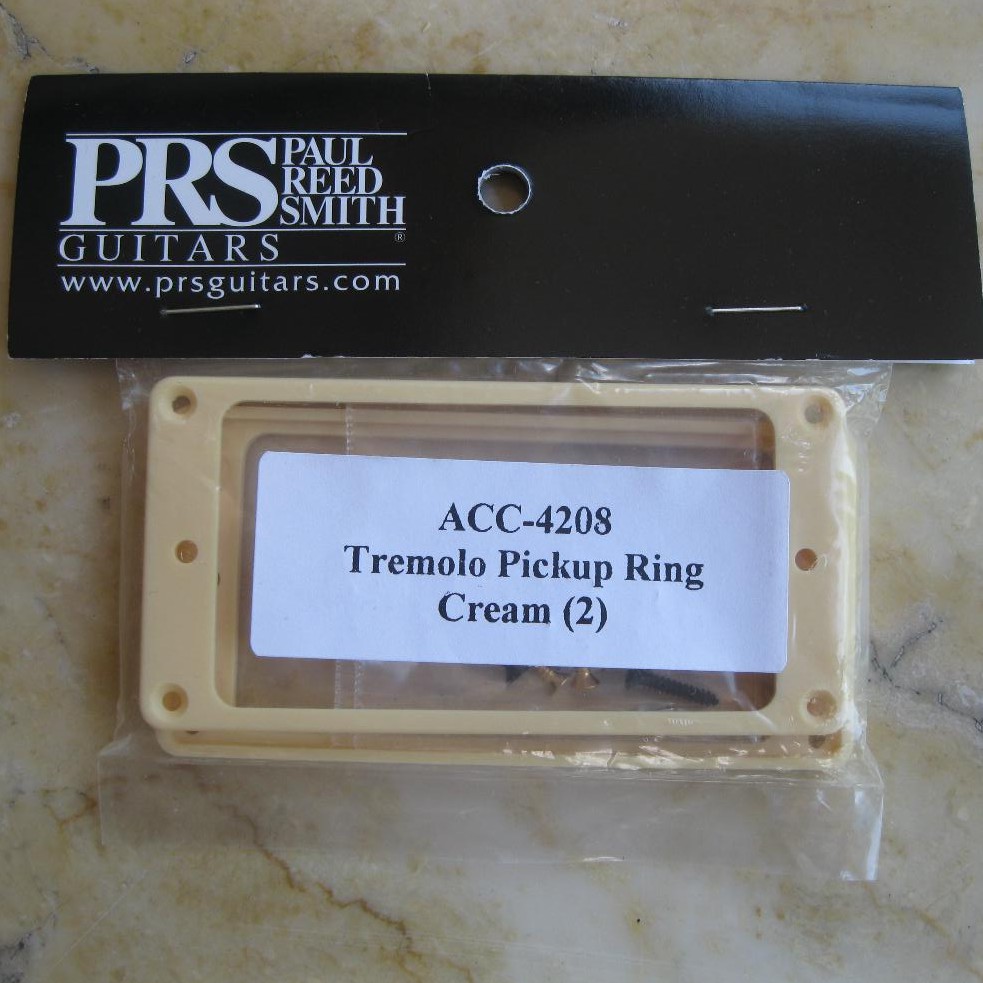 PRS PAUL
REED
SMITH
GUITARS ®
www.prsguitars.com
ACC-4208
Tremolo Pickup Ring
Cream (2)